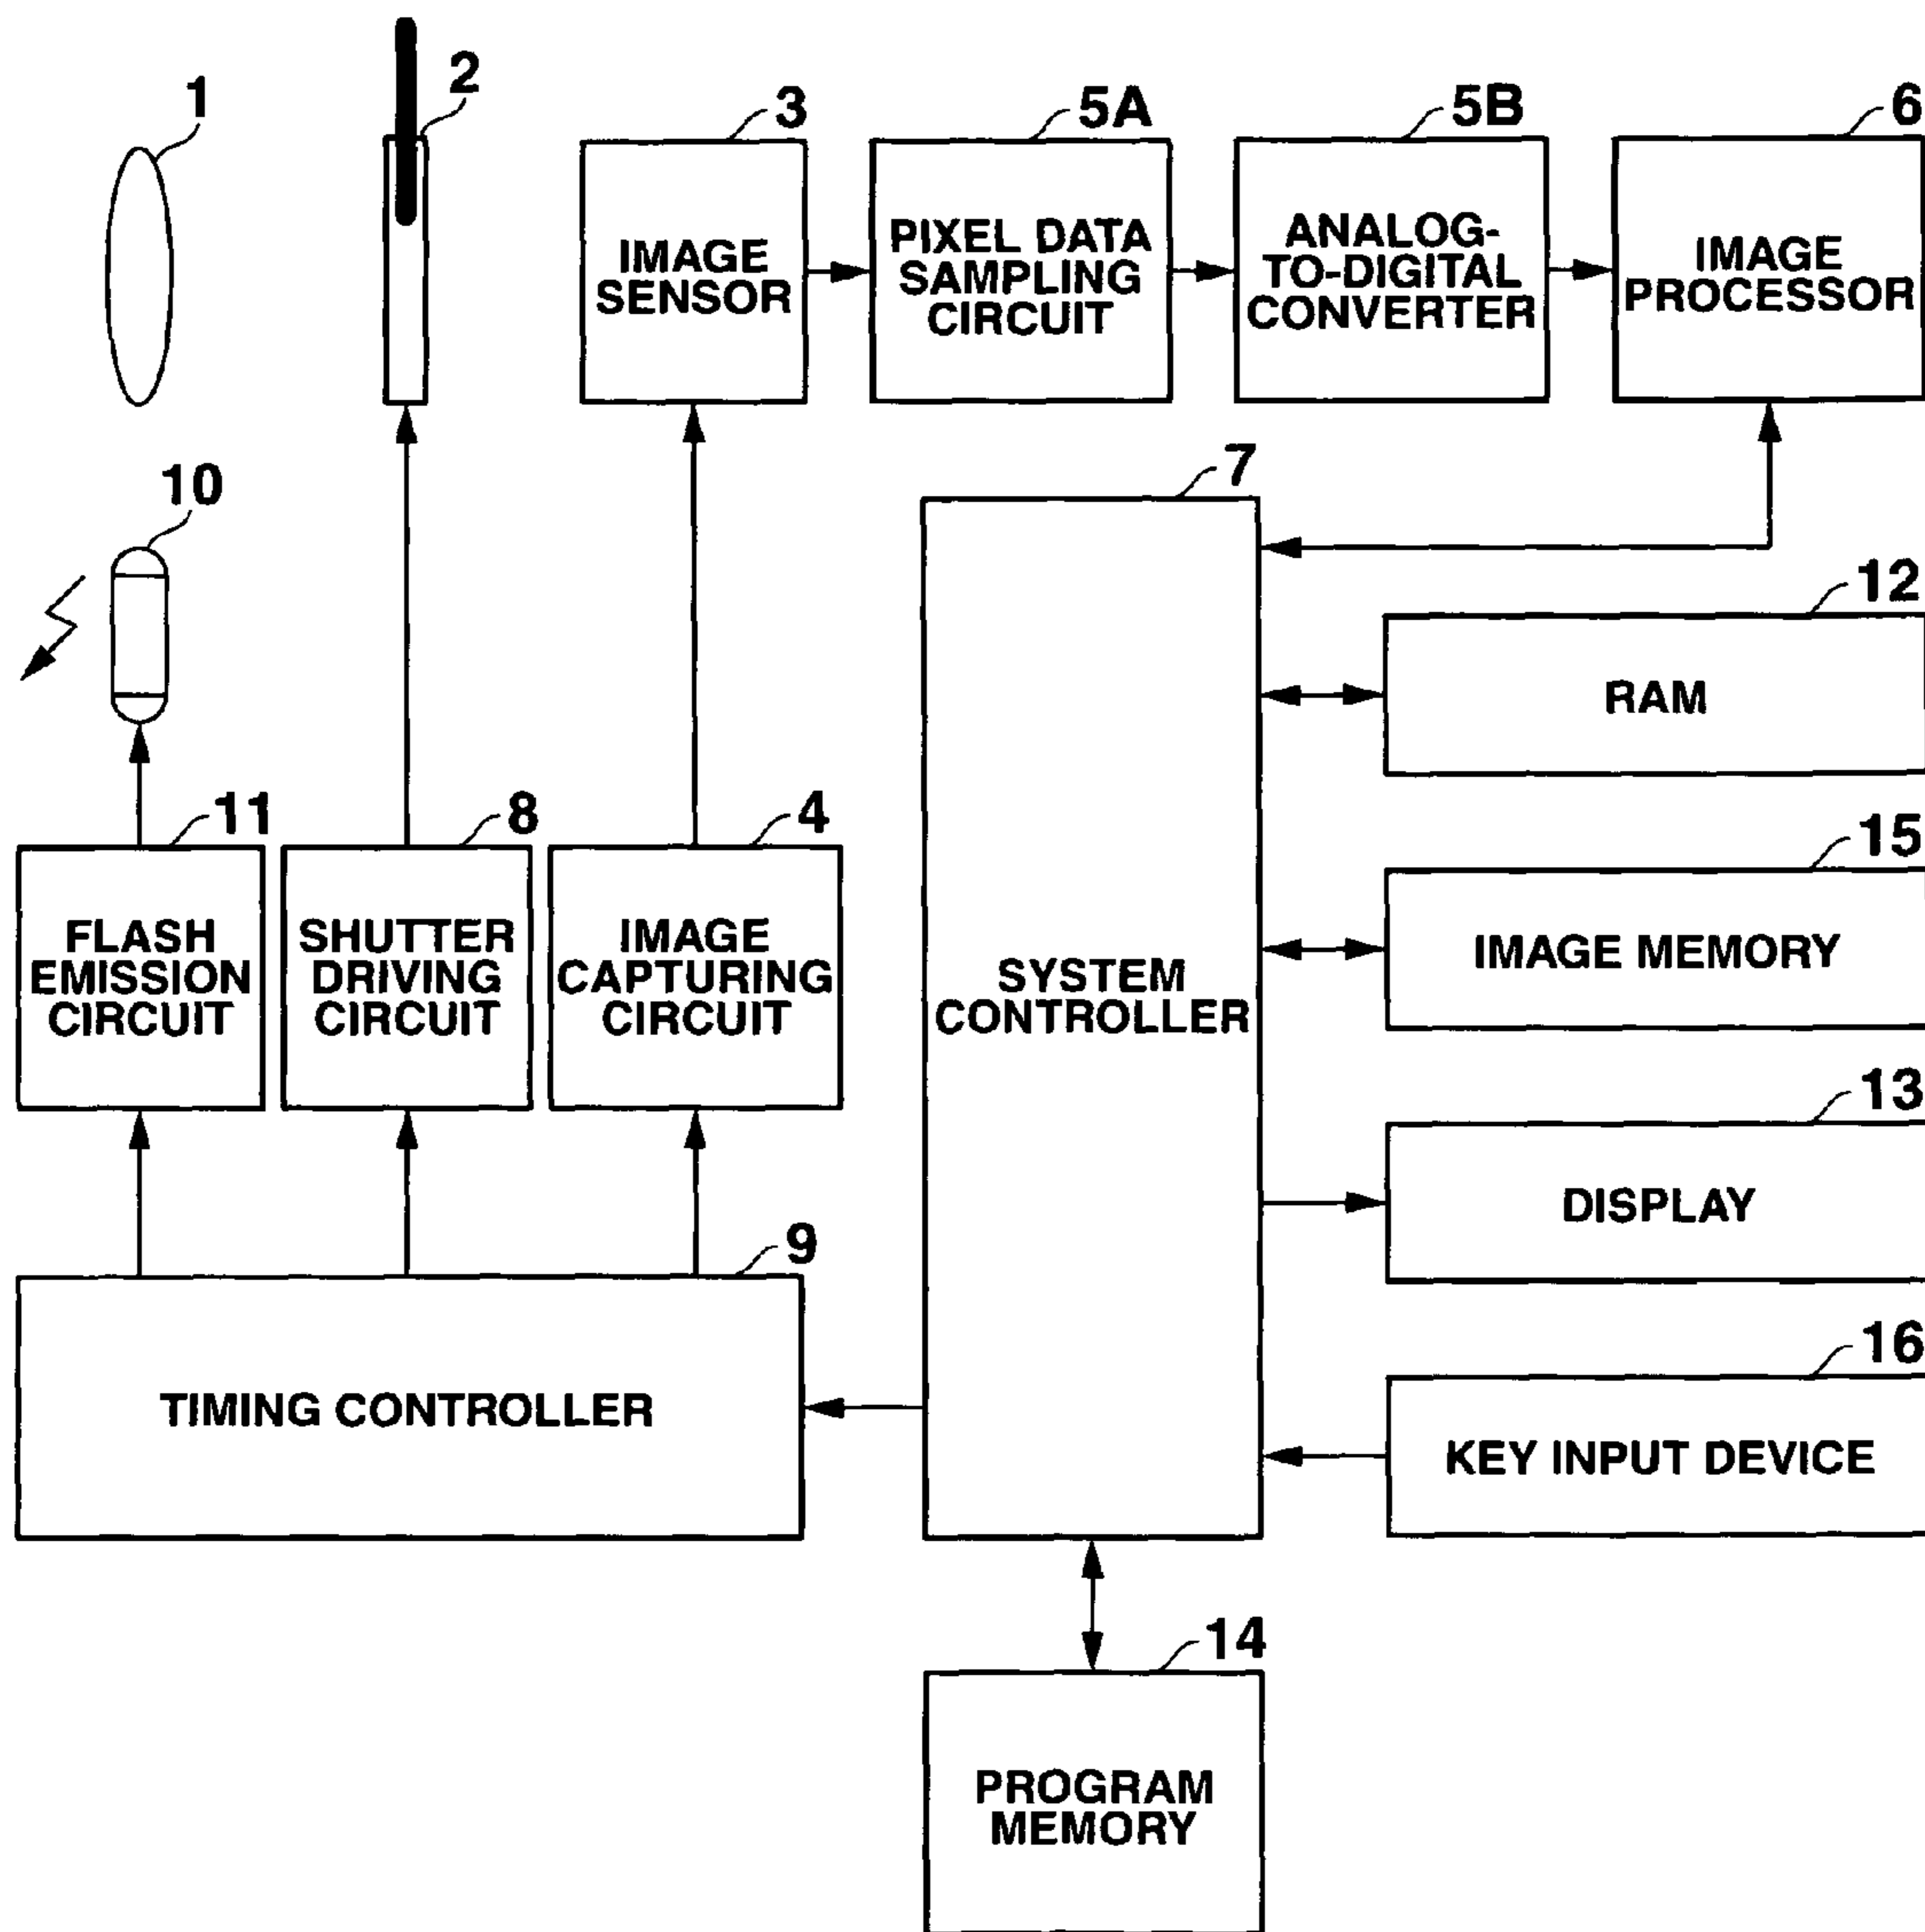 1
2
3
5A
5B
6
IMAGE
SENSOR
PIXEL DATA
SAMPLING
CIRCUIT
ANALOG-
TO-DIGITAL
CONVERTER
IMAGE
PROCESSOR
10
7
12
RAM
11
8
4
15
FLASH
EMISSION
CIRCUIT
SHUTTER
DRIVING
CIRCUIT
IMAGE
CAPTURING
CIRCUIT
SYSTEM
CONTROLLER
IMAGE MEMORY
13
DISPLAY
9
TIMING CONTROLLER
16
KEY INPUT DEVICE
14
PROGRAM
MEMORY